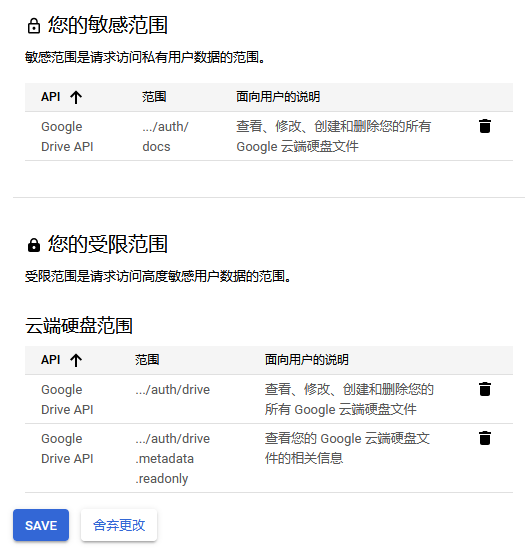 您的敏感范围
敏感范围是请求访问私有用户数据的范围。
API 范围 面向用户的说明
Google Drive API .../auth/docs 查看、修改、创建和删除您的所有 Google 云端硬盘文件
您的受限范围
受限范围是请求访问高度敏感用户数据的范围。
云端硬盘范围
API 范围 面向用户的说明
Google Drive API .../auth/drive 查看、修改、创建和删除您的所有 Google 云端硬盘文件
Google Drive API .../auth/drive.metadata.readonly 查看您的 Google 云端硬盘文件的相关信息
SAVE 舍弃更改